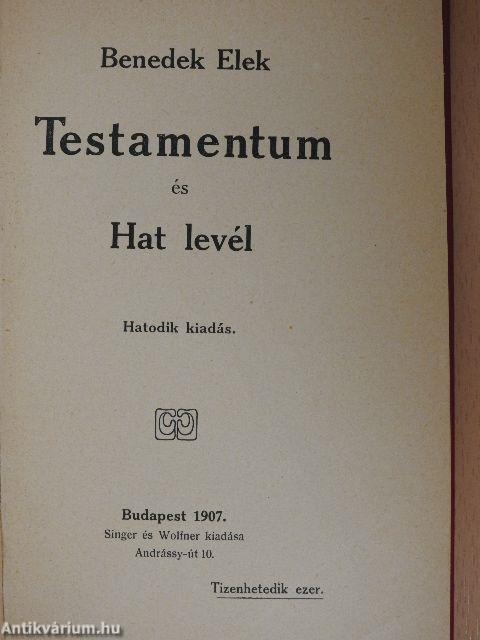 Benedek Elek
Testamentum
és
Hat levél
Hatodik kiadás.
Budapest 1907.
Singer és Wolfner kiadása
Andrássy-út 10.
Tizenhetedik ezer.
Antikvárium.hu